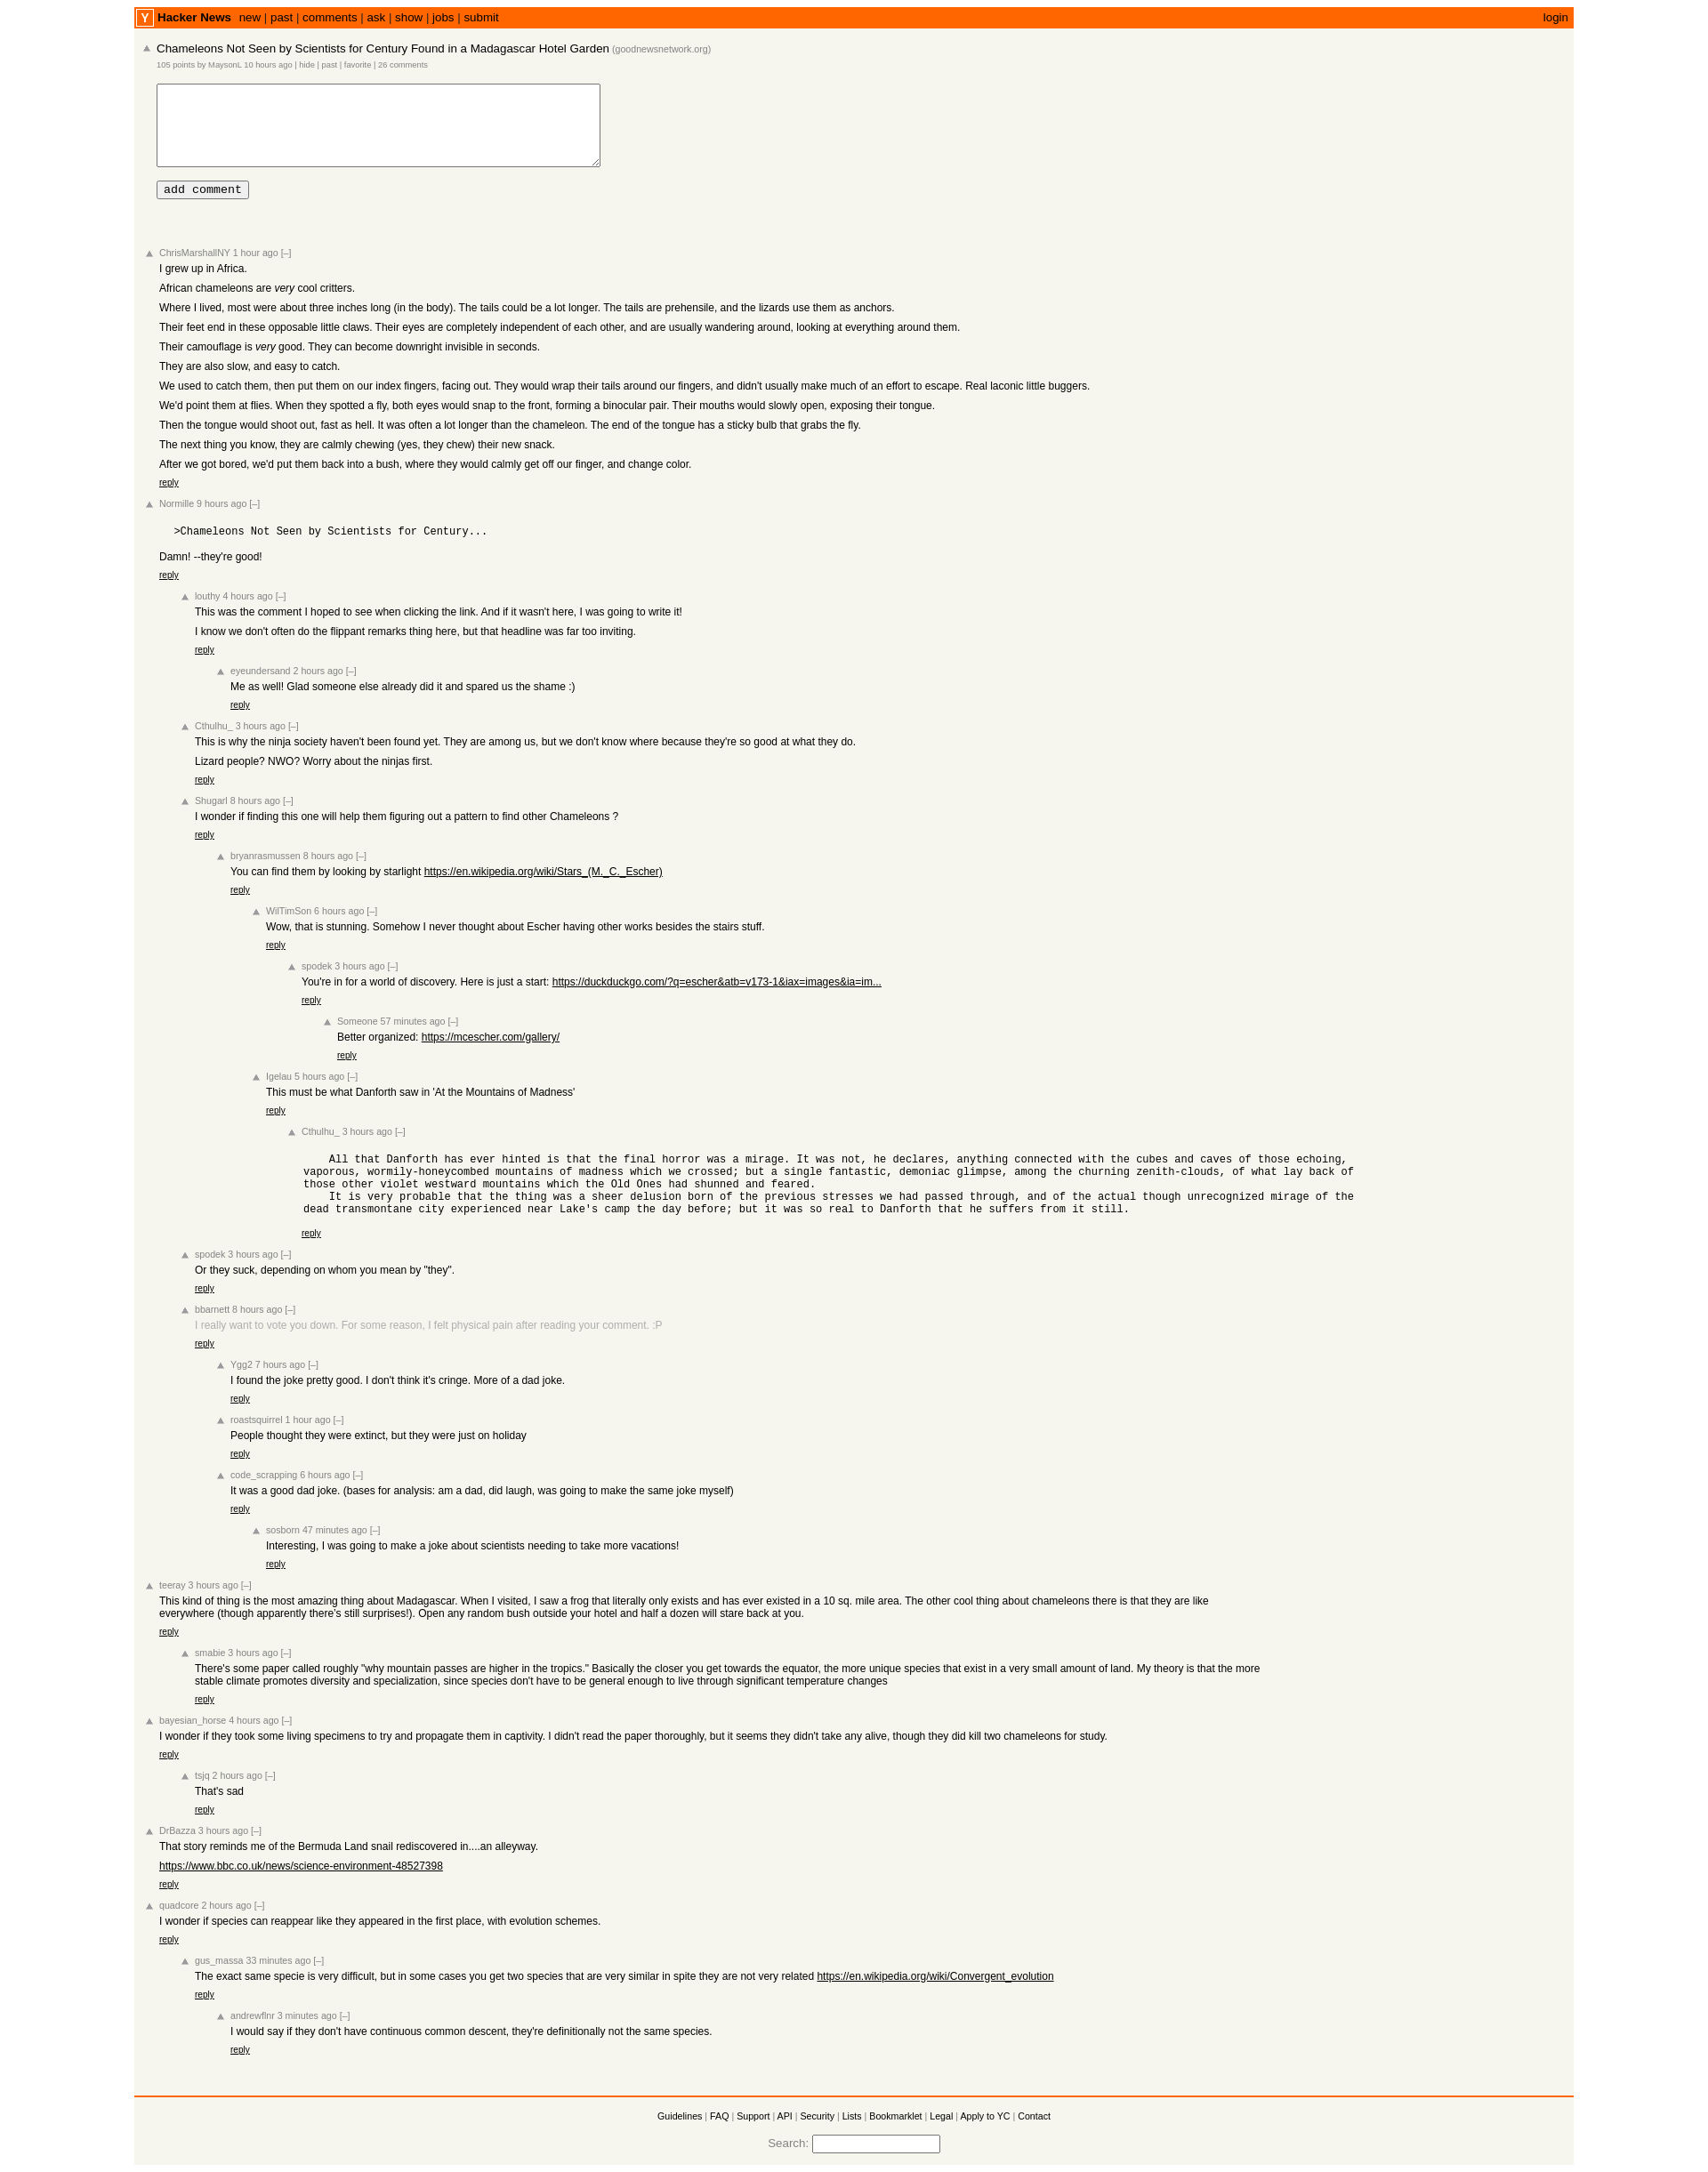 Y Hacker News new | past | comments | ask | show | jobs | submit login
Chameleons Not Seen by Scientists for Century Found in a Madagascar Hotel Garden (goodnewsnetwork.org)
105 points by MaysonL 10 hours ago | hide | past | favorite | 26 comments
add comment
ChrisMarshallNY 1 hour ago [–]
I grew up in Africa.
African chameleons are very cool critters.
Where I lived, most were about three inches long (in the body). The tails could be a lot longer. The tails are prehensile, and the lizards use them as anchors.
Their feet end in these opposable little claws. Their eyes are completely independent of each other, and are usually wandering around, looking at everything around them.
Their camouflage is very good. They can become downright invisible in seconds.
They are also slow, and easy to catch.
We used to catch them, then put them on our index fingers, facing out. They would wrap their tails around our fingers, and didn't usually make much of an effort to escape. Real laconic little buggers.
We'd point them at flies. When they spotted a fly, both eyes would snap to the front, forming a binocular pair. Their mouths would slowly open, exposing their tongue.
Then the tongue would shoot out, fast as hell. It was often a lot longer than the chameleon. The end of the tongue has a sticky bulb that grabs the fly.
The next thing you know, they are calmly chewing (yes, they chew) their new snack.
After we got bored, we'd put them back into a bush, where they would calmly get off our finger, and change color.
reply
Normille 9 hours ago [–]
>Chameleons Not Seen by Scientists for Century...
Damn! --they're good!
reply
louthy 4 hours ago [–]
This was the comment I hoped to see when clicking the link. And if it wasn't here, I was going to write it!
I know we don't often do the flippant remarks thing here, but that headline was far too inviting.
reply
eyeundersand 2 hours ago [–]
Me as well! Glad someone else already did it and spared us the shame :)
reply
Cthulhu_ 3 hours ago [–]
This is why the ninja society haven't been found yet. They are among us, but we don't know where because they're so good at what they do.
Lizard people? NWO? Worry about the ninjas first.
reply
Shugarl 8 hours ago [–]
I wonder if finding this one will help them figuring out a pattern to find other Chameleons ?
reply
bryanrasmussen 8 hours ago [–]
You can find them by looking by starlight https://en.wikipedia.org/wiki/Stars_(M._C._Escher)
reply
WilTimSon 6 hours ago [–]
Wow, that is stunning. Somehow I never thought about Escher having other works besides the stairs stuff.
reply
spodek 3 hours ago [–]
You're in for a world of discovery. Here is just a start: https://duckduckgo.com/?q=escher&atb=v173-1&iax=images&ia=im...
reply
Someone 57 minutes ago [–]
Better organized: https://mcescher.com/gallery/
reply
Igelau 5 hours ago [–]
This must be what Danforth saw in 'At the Mountains of Madness'
reply
Cthulhu_ 3 hours ago [–]
All that Danforth has ever hinted is that the final horror was a mirage. It was not, he declares, anything connected with the cubes and caves of those echoing,
vaporous, wormily-honeycombed mountains of madness which we crossed; but a single fantastic, demoniac glimpse, among the churning zenith-clouds, of what lay back of
those other violet westward mountains which the Old Ones had shunned and feared.
It is very probable that the thing was a sheer delusion born of the previous stresses we had passed through, and of the actual though unrecognized mirage of the
dead transmontane city experienced near Lake's camp the day before; but it was so real to Danforth that he suffers from it still.
reply
spodek 3 hours ago [–]
Or they suck, depending on whom you mean by "they".
reply
bbarnett 8 hours ago [–]
I really want to vote you down. For some reason, I felt physical pain after reading your comment. :P
reply
Ygg2 7 hours ago [–]
I found the joke pretty good. I don't think it's cringe. More of a dad joke.
reply
roastsquirrel 1 hour ago [–]
People thought they were extinct, but they were just on holiday
reply
code_scrapping 6 hours ago [–]
It was a good dad joke. (bases for analysis: am a dad, did laugh, was going to make the same joke myself)
reply
sosborn 47 minutes ago [–]
Interesting, I was going to make a joke about scientists needing to take more vacations!
reply
teeray 3 hours ago [–]
This kind of thing is the most amazing thing about Madagascar. When I visited, I saw a frog that literally only exists and has ever existed in a 10 sq. mile area. The other cool thing about chameleons there is that they are like
everywhere (though apparently there's still surprises!). Open any random bush outside your hotel and half a dozen will stare back at you.
reply
smabie 3 hours ago [–]
There's some paper called roughly "why mountain passes are higher in the tropics." Basically the closer you get towards the equator, the more unique species that exist in a very small amount of land. My theory is that the more
stable climate promotes diversity and specialization, since species don't have to be general enough to live through significant temperature changes
reply
bayesian_horse 4 hours ago [–]
I wonder if they took some living specimens to try and propagate them in captivity. I didn't read the paper thoroughly, but it seems they didn't take any alive, though they did kill two chameleons for study.
reply
tsjq 2 hours ago [–]
That's sad
reply
DrBazza 3 hours ago [–]
That story reminds me of the Bermuda Land snail rediscovered in....an alleyway.
https://www.bbc.co.uk/news/science-environment-48527398
reply
quadcore 2 hours ago [–]
I wonder if species can reappear like they appeared in the first place, with evolution schemes.
reply
gus_massa 33 minutes ago [–]
The exact same specie is very difficult, but in some cases you get two species that are very similar in spite they are not very related https://en.wikipedia.org/wiki/Convergent_evolution
reply
andrewflnr 3 minutes ago [–]
I would say if they don't have continuous common descent, they're definitionally not the same species.
reply
Guidelines | FAQ | Support | API | Security | Lists | Bookmarklet | Legal | Apply to YC | Contact
Search: